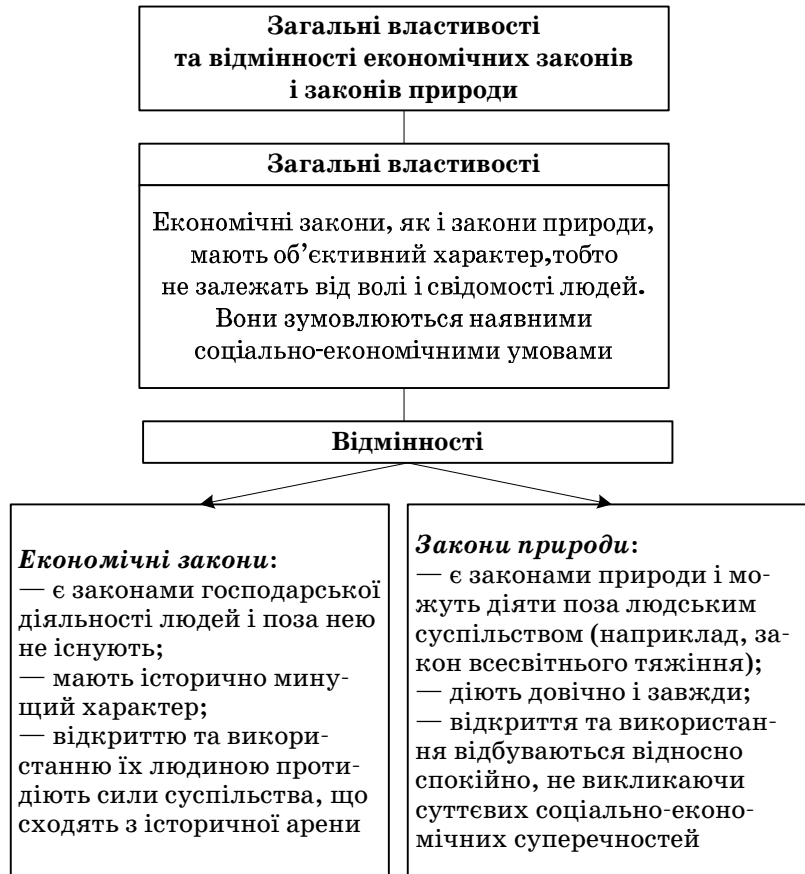 Загальні властивості
та відмінності економічних законів
і законів природи
Загальні властивості
Економічні закони, як і закони природи,
мають об’єктивний характер,тобто
не залежать від волі і свідомості людей.
Вони зумовлюються наявними
соціально-економічними умовами
Відмінності
Економічні закони:
— є законами господарської
діяльності людей і поза нею
не існують;
— мають історично мину-
щий характер;
— відкриттю та викори-
станню їх людиною проти-
діють сили суспільства, що
сходять з історичної арени
Закони природи:
— є законами природи і мо-
жуть діяти поза людським
суспільством (наприклад, за-
кон всесвітнього тяжіння);
— діють довічно і завжди;
— відкриття та використан-
ня відбуваються відносно
спокійно, не викликаючи
суттєвих соціально-еконо-
мічних суперечностей